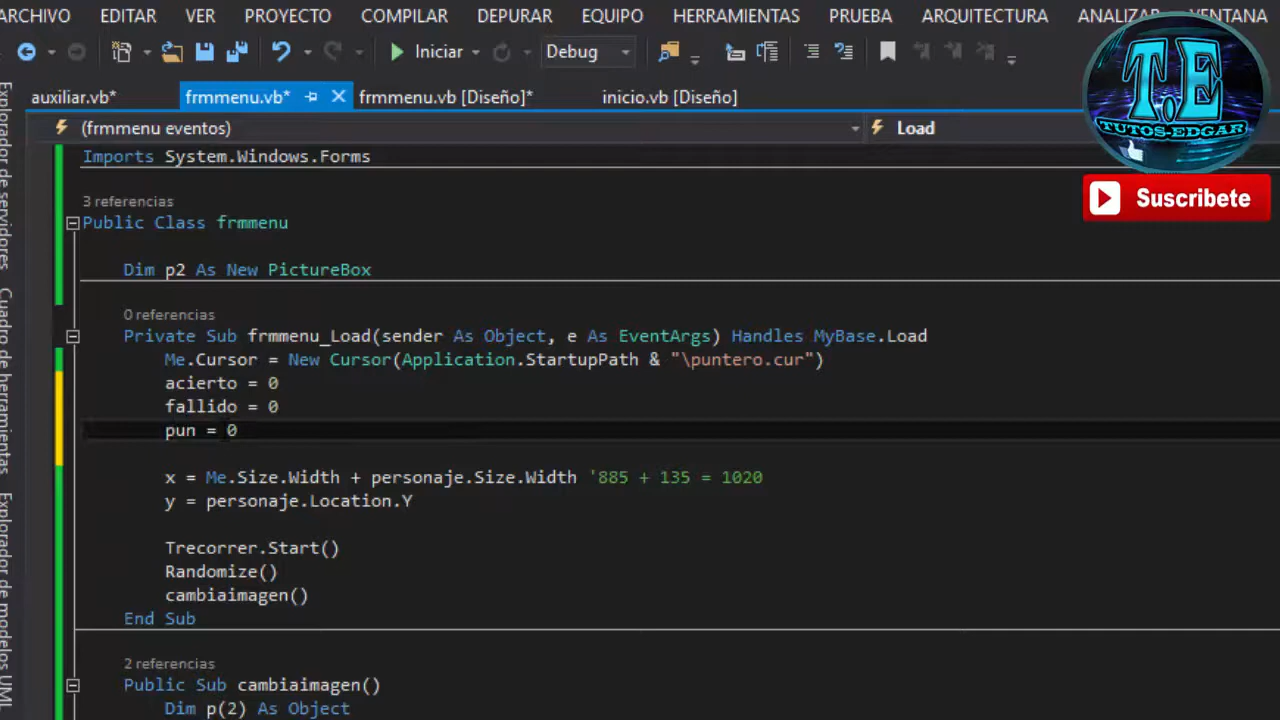 ARCHIVO EDITAR VER PROYECTO COMPILAR DEPURAR EQUIPO HERRAMIENTAS PRUEBA ARQUITECTURA ANALIZAR VENTANA
Iniciar Debug
auxiliar.vb* frmmenu.vb* frmmenu.vb [Diseño]* inicio.vb [Diseño]
(frmmenu eventos) Load
T.E
TUTOS-EDGAR
Suscribete
Explorador de servidores
Cuadro de herramientas
Explorador de modelos UML
Imports System.Windows.Forms
3 referencias
Public Class frmmenu
Dim p2 As New PictureBox
0 referencias
Private Sub frmmenu_Load(sender As Object, e As EventArgs) Handles MyBase.Load
Me.Cursor = New Cursor(Application.StartupPath & "\puntero.cur")
acierto = 0
fallido = 0
pun = 0
x = Me.Size.Width + personaje.Size.Width '885 + 135 = 1020
y = personaje.Location.Y
Trecorrer.Start()
Randomize()
cambiaimagen()
End Sub
2 referencias
Public Sub cambiaimagen()
Dim p(2) As Object